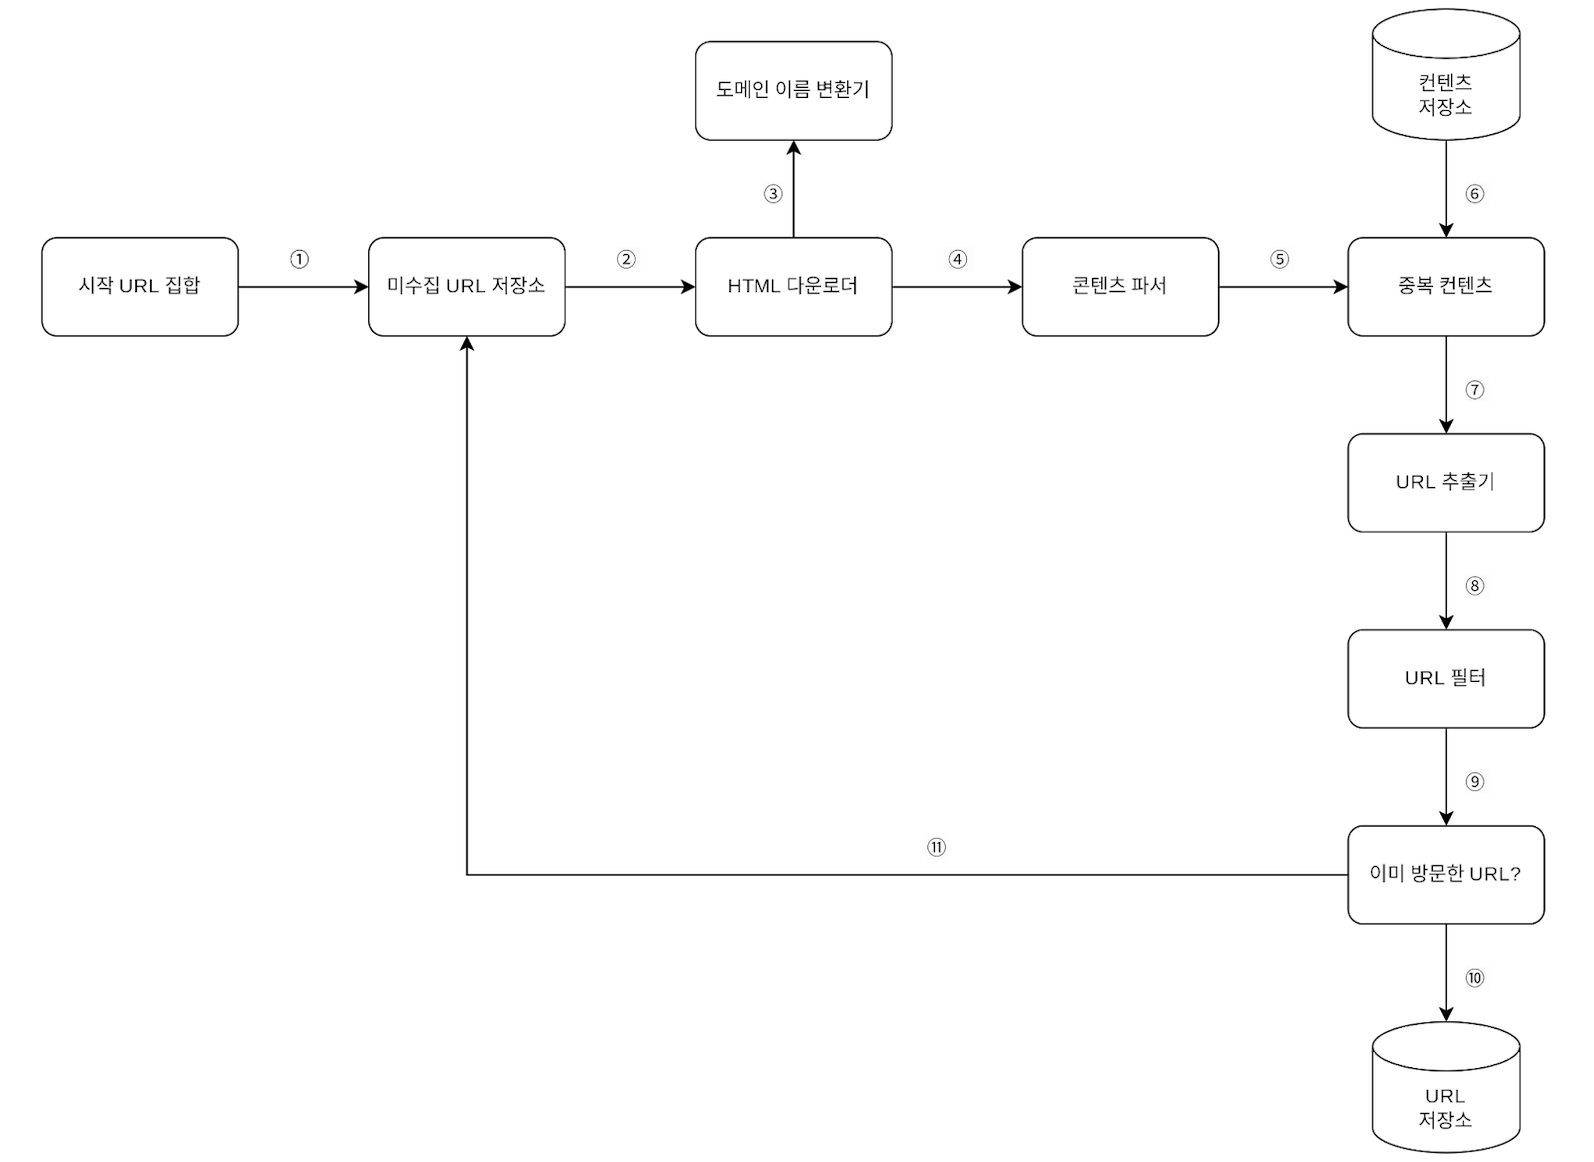 컨텐츠
저장소
도메인 이름 변환기
③
⑥
①
②
④
⑤
시작 URL 집합
미수집 URL 저장소
HTML 다운로더
콘텐츠 파서
중복 컨텐츠
⑦
URL 추출기
⑧
URL 필터
⑨
⑪
이미 방문한 URL?
⑩
URL
저장소